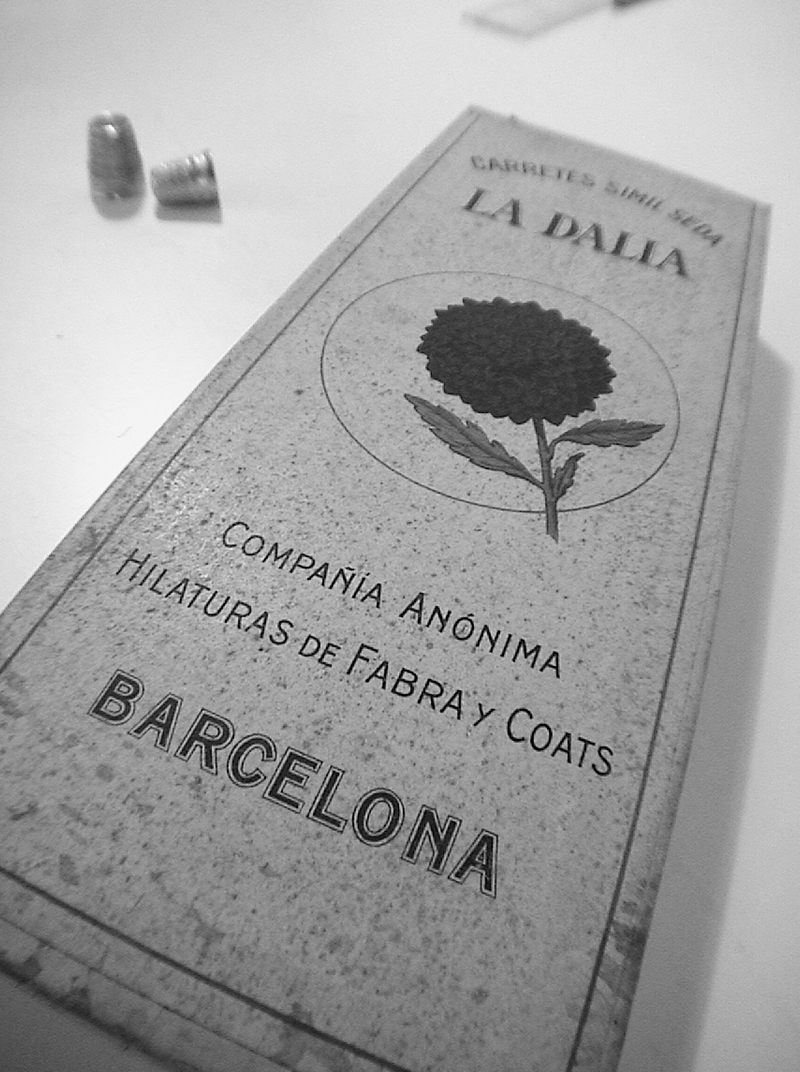 CARRETES SIMIL SEDA
LA DALIA
COMPAÑÍA ANÓNIMA
HILATURAS DE FABRA Y COATS
BARCELONA